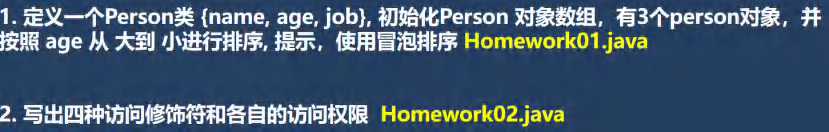 1. 定义一个Person类 {name, age, job}, 初始化Person 对象数组，有3个person对象，并
按照 age 从 大到 小进行排序, 提示，使用冒泡排序 Homework01.java
2. 写出四种访问修饰符和各自的访问权限 Homework02.java